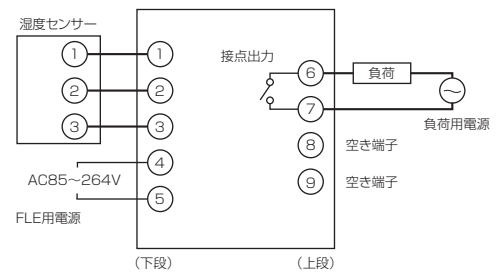 湿度センサー
① ①
② ②
③ ③
④
AC85～264V
⑤
FLE用電源
接点出力
⑥ 負荷
⑦
負荷用電源
⑧ 空き端子
⑨ 空き端子
(下段) (上段)